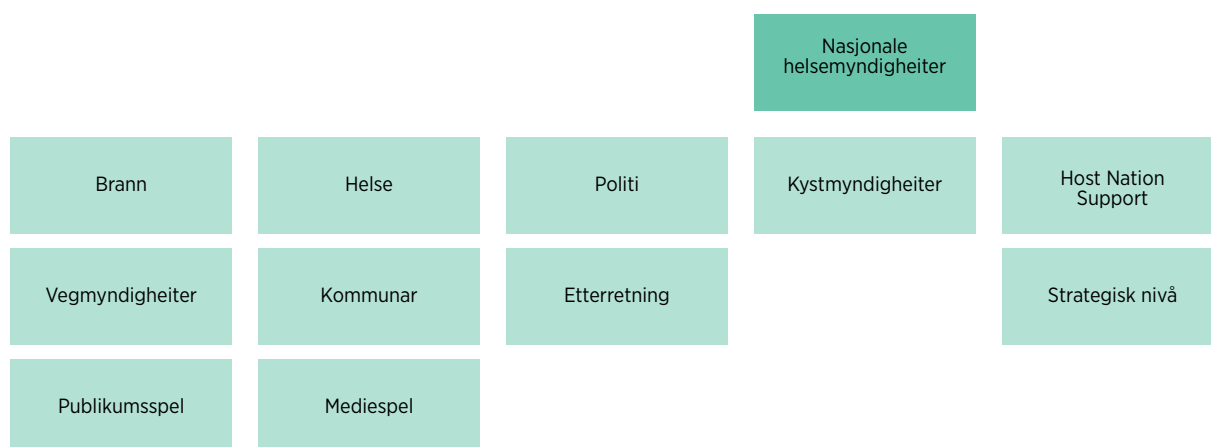 Nasjonale
helsemyndigheiter
Brann
Helse
Politi
Kystmyndigheiter
Host Nation
Support
Vegmyndigheiter
Kommunar
Etterretning
Strategisk nivå
Publikumsspel
Mediespel